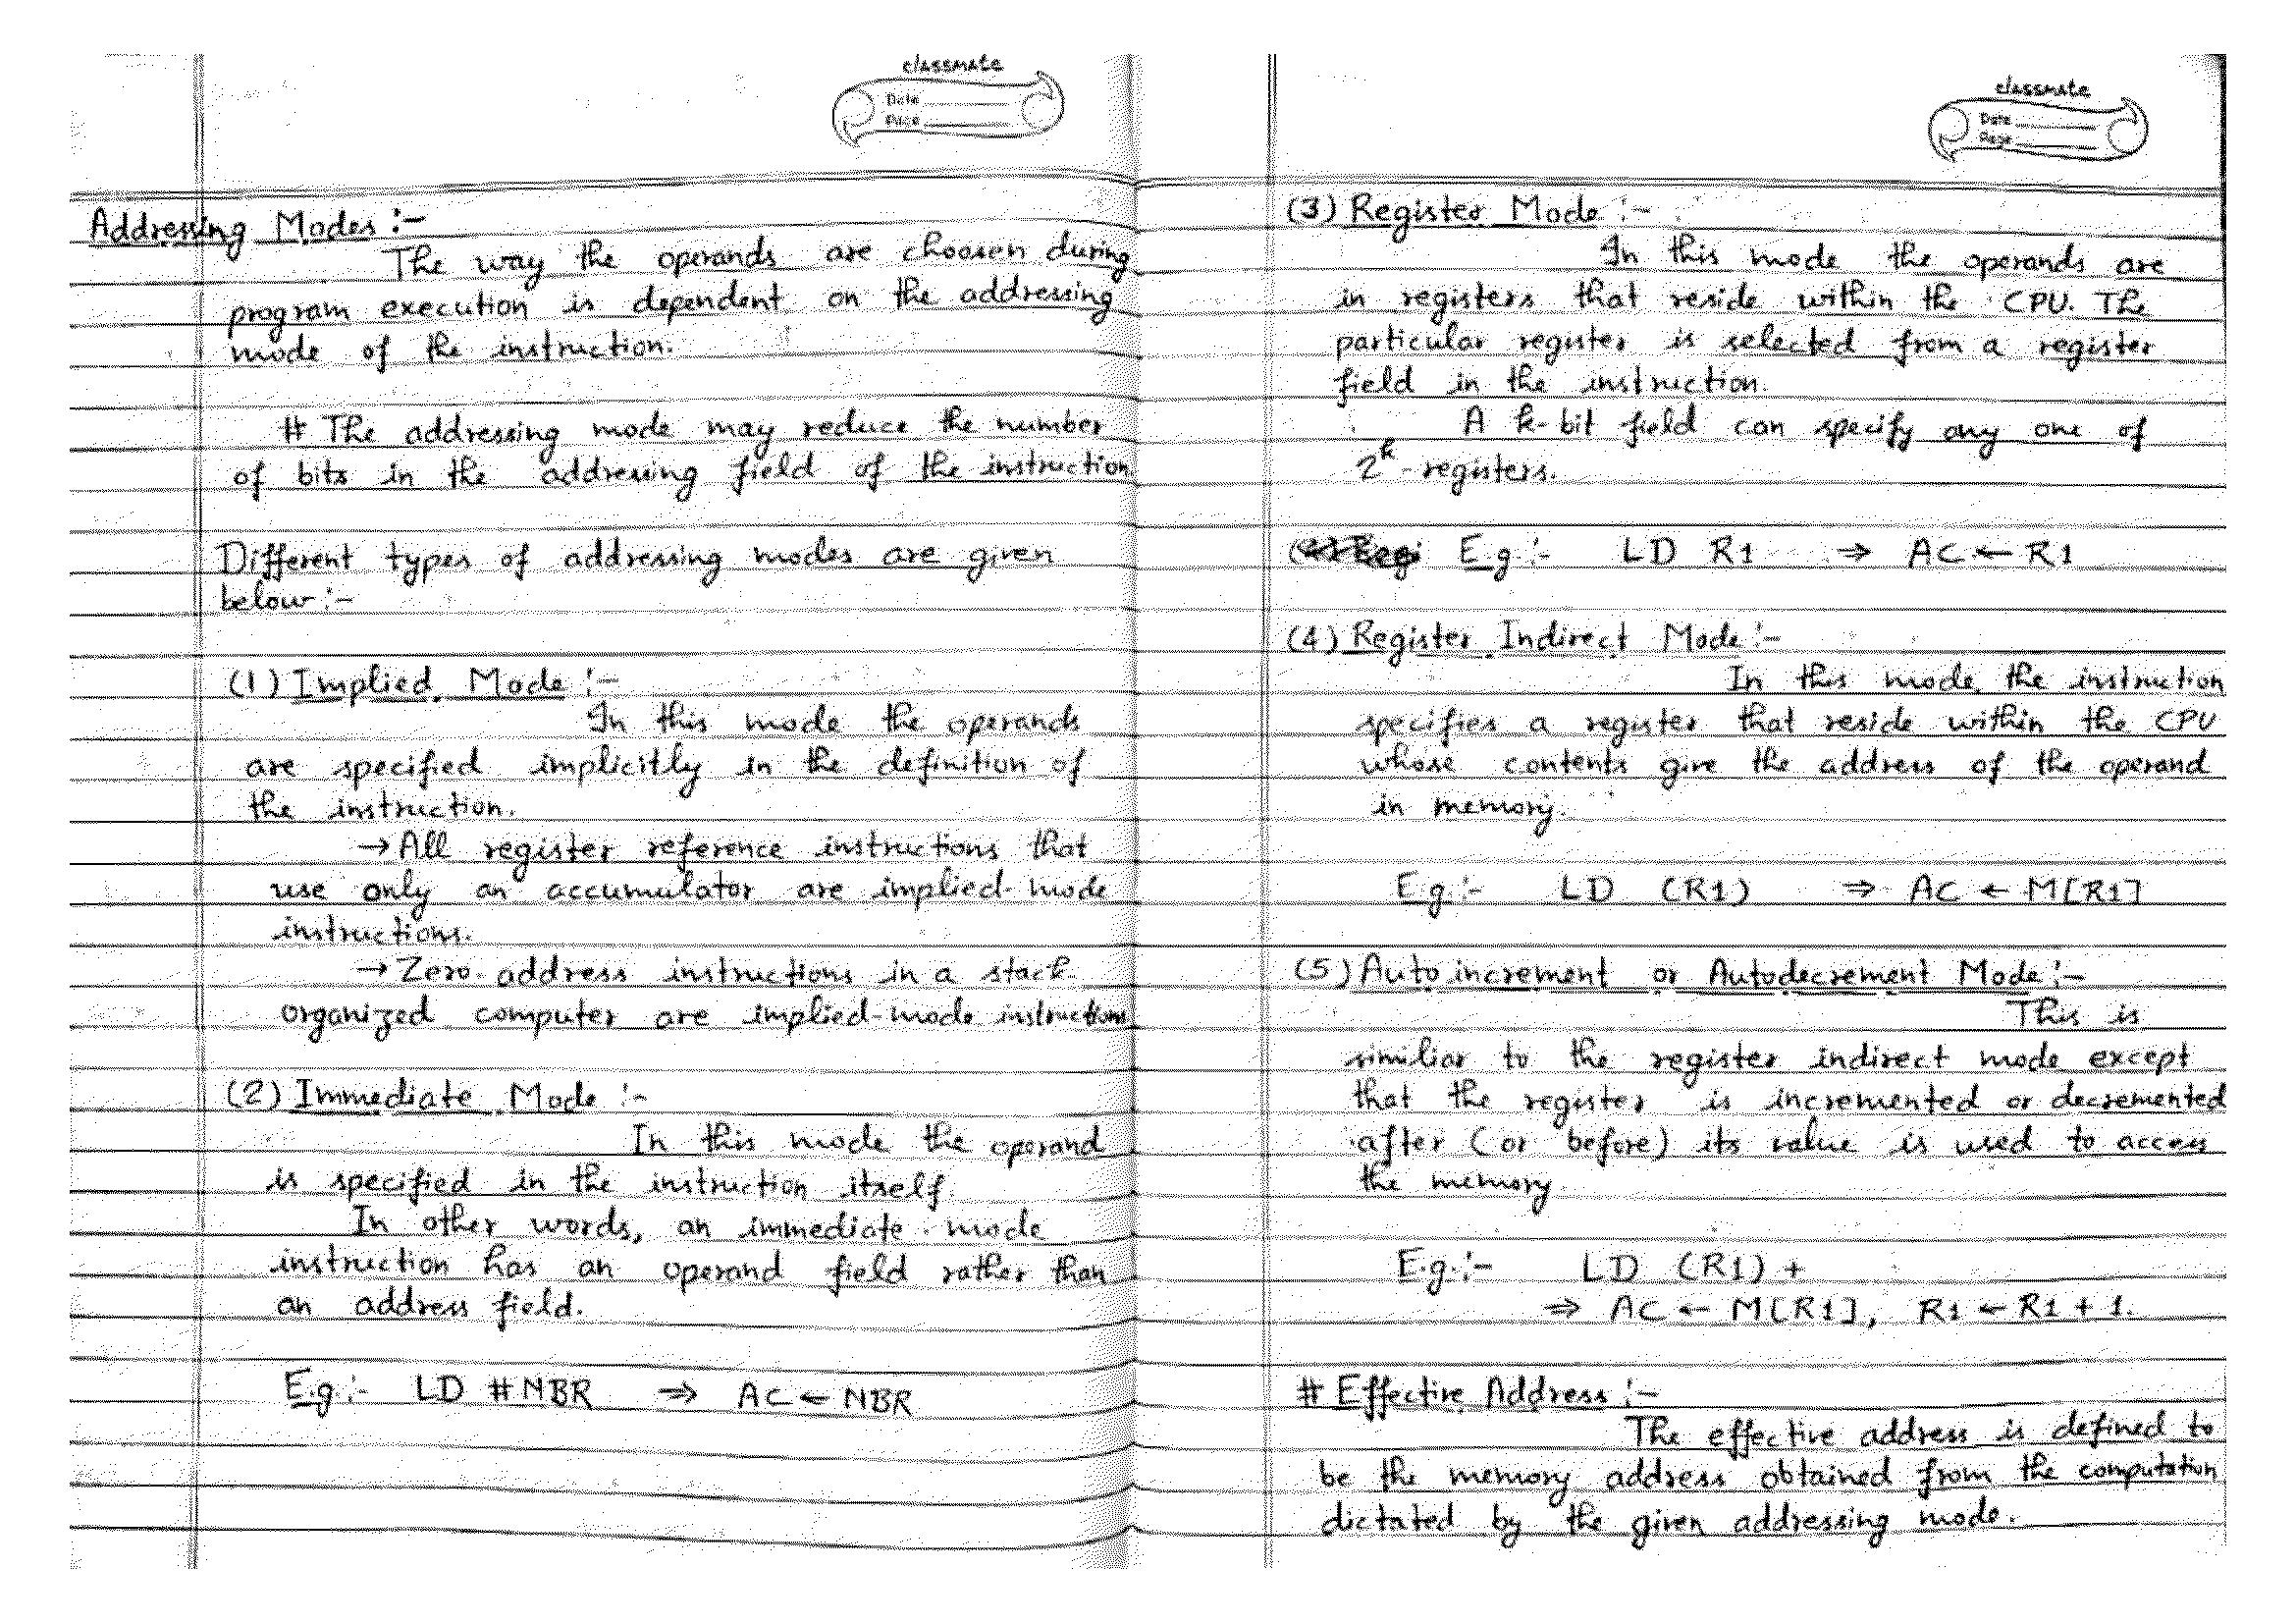 classmate
Date
Page
Addressing Modes :-
The way the operands are choosen during
program execution is dependent on the addressing
mode of the instruction.
# The addressing mode may reduce the number
of bits in the addressing field of the instruction
Different types of addressing modes are given
below :-
(1) Implied Mode :-
In this mode the operands
are specified implicitly in the definition of
the instruction.
→ All register reference instructions that
use only an accumulator are implied-mode
instructions.
→ Zero-address instructions in a stack-
organized computer are implied-mode instructions
(2) Immediate Mode :-
In this mode the operand
is specified in the instruction itself.
In other words, an immediate-mode
instruction has an operand field rather than
an address field.
E.g.:- LD #NBR ⇒ AC ← NBR
classmate
Date
Page
(3) Register Mode :-
In this mode the operands are
in registers that reside within the CPU. The
particular register is selected from a register
field in the instruction.
A k-bit field can specify any one of
2^k-registers.
E.g:- LD R1 ⇒ AC ← R1
(4) Register Indirect Mode :-
In this mode the instruction
specifies a register that reside within the CPU
whose contents give the address of the operand
in memory.
E.g.:- LD (R1) ⇒ AC ← M[R1]
(5) Autoincrement or Autodecrement Mode :-
This is
similiar to the register indirect mode except
that the register is incremented or decremented
after (or before) its value is used to access
the memory.
E.g.:- LD (R1) +
⇒ AC ← M[R1], R1 ← R1 + 1.
# Effective Address :-
The effective address is defined to
be the memory address obtained from the computation
dictated by the given addressing mode.